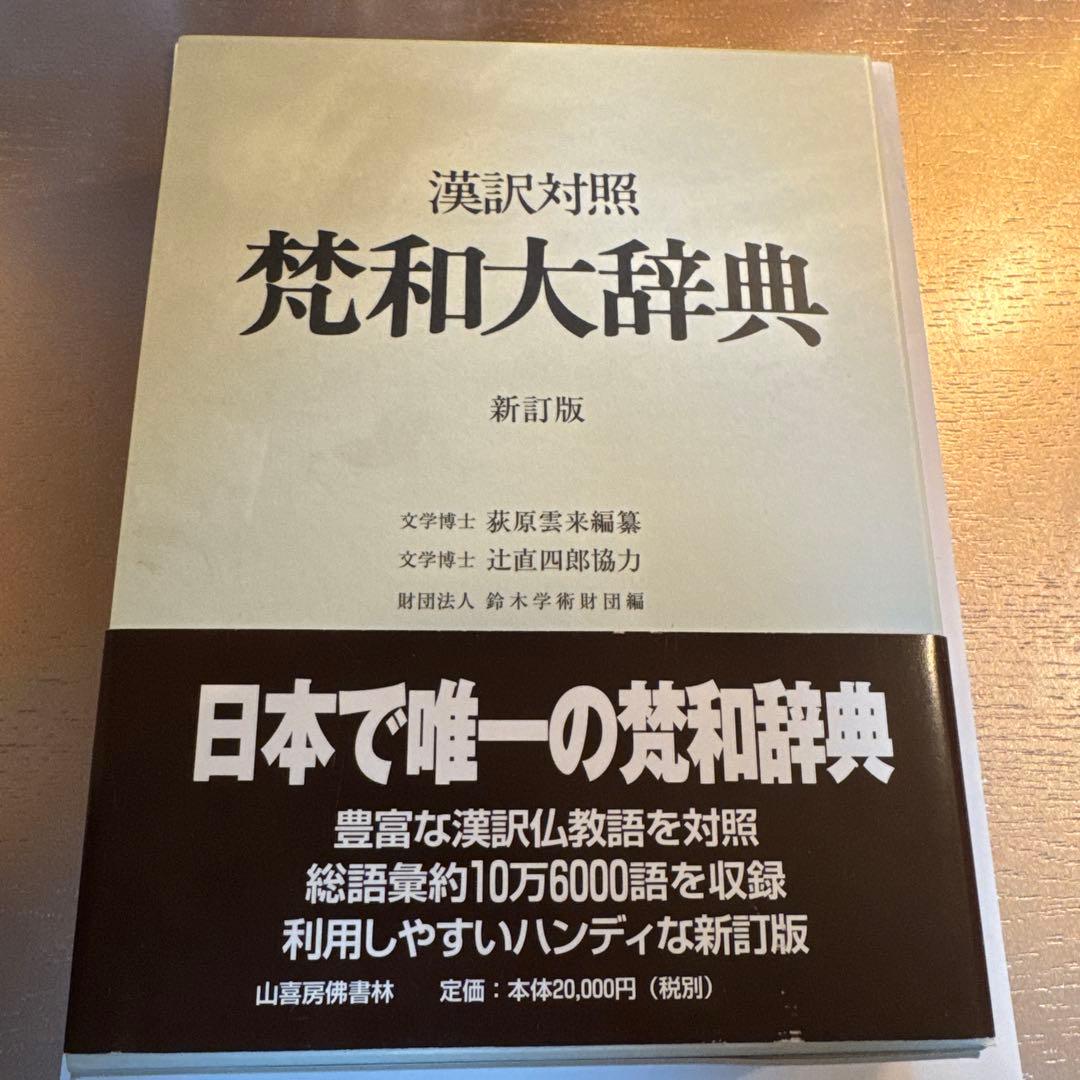 漢訳対照
梵和大辞典
新訂版
文学博士 荻原雲来編纂
文学博士 辻直四郎協力
財団法人 鈴木学術財団編
日本で唯一の梵和辞典
豊富な漢訳仏教語を対照
総語彙約10万6000語を収録
利用しやすいハンディな新訂版
山喜房佛書林 定価：本体20,000円（税別）